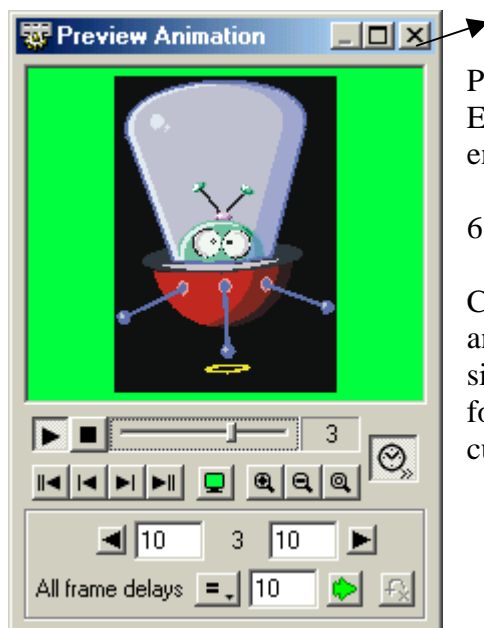 Preview Animation
P
E
er
6
C
ar
si
fo
cu
3
10 3 10
All frame delays = 10